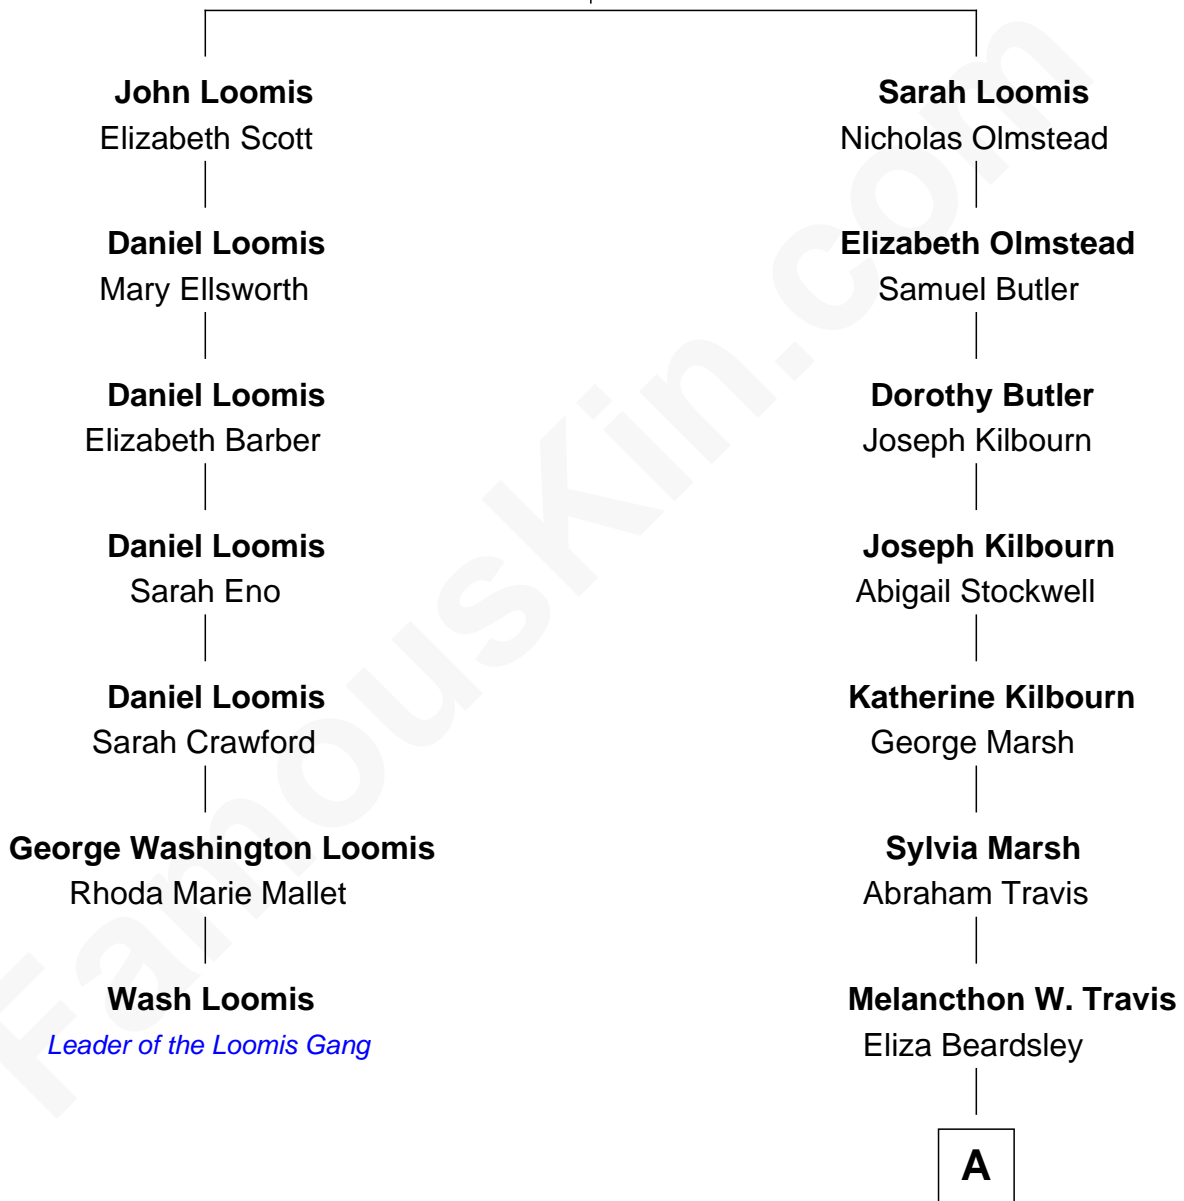 John Loomis
Elizabeth Scott
Daniel Loomis
Mary Ellsworth
Daniel Loomis
Elizabeth Barber
Daniel Loomis
Sarah Eno
Daniel Loomis
Sarah Crawford
George Washington Loomis
Rhoda Marie Mallet
Wash Loomis
Leader of the Loomis Gang
Sarah Loomis
Nicholas Olmstead
Elizabeth Olmstead
Samuel Butler
Dorothy Butler
Joseph Kilbourn
Joseph Kilbourn
Abigail Stockwell
Katherine Kilbourn
George Marsh
Sylvia Marsh
Abraham Travis
Melancthon W. Travis
Eliza Beardsley
A
FamousKin.com